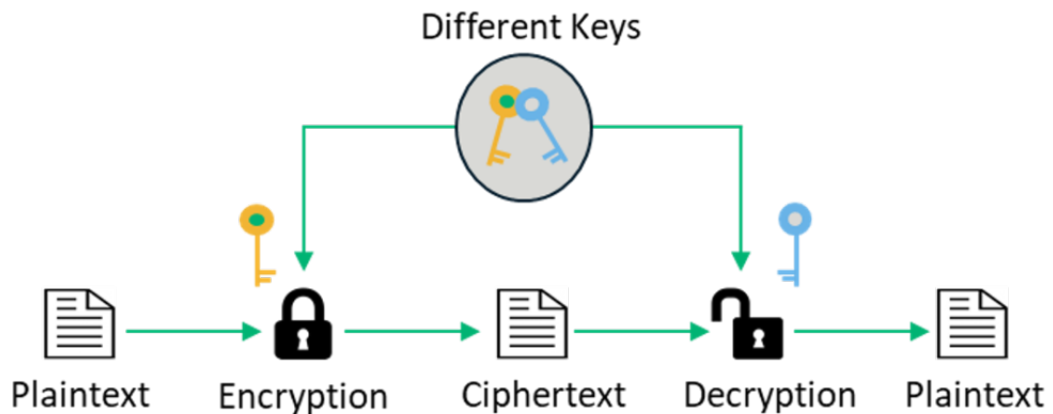 Different Keys
Plaintext
Encryption
Ciphertext
Decryption
Plaintext